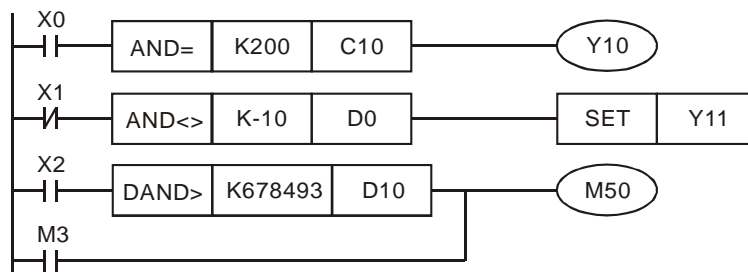 X0
AND= K200 C10 Y10
X1
AND<> K-10 D0 SET Y11
X2
DAND> K678493 D10 M50
M3